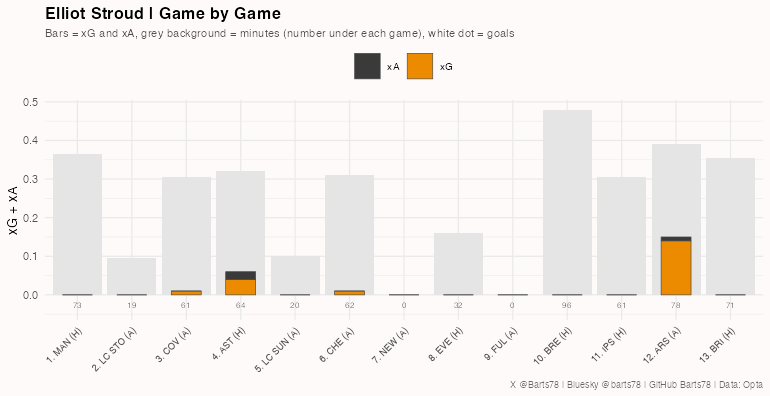 Elliot Stroud | Game by Game
Bars = xG and xA, grey background = minutes (number under each game), white dot = goals
xA xG
xG + xA
0.5
0.4
0.3
0.2
0.1
0.0
73 19 61 64 20 62 0 32 0 96 61 78 71
1. MAN (H)
2. LC STO (A)
3. COV (A)
4. AST (H)
5. LC SUN (A)
6. CHE (A)
7. NEW (A)
8. EVE (H)
9. FUL (A)
10. BRE (H)
11. IPS (H)
12. ARS (A)
13. BRI (H)
X @Barts78 | Bluesky @barts78 | GitHub Barts78 | Data: Opta